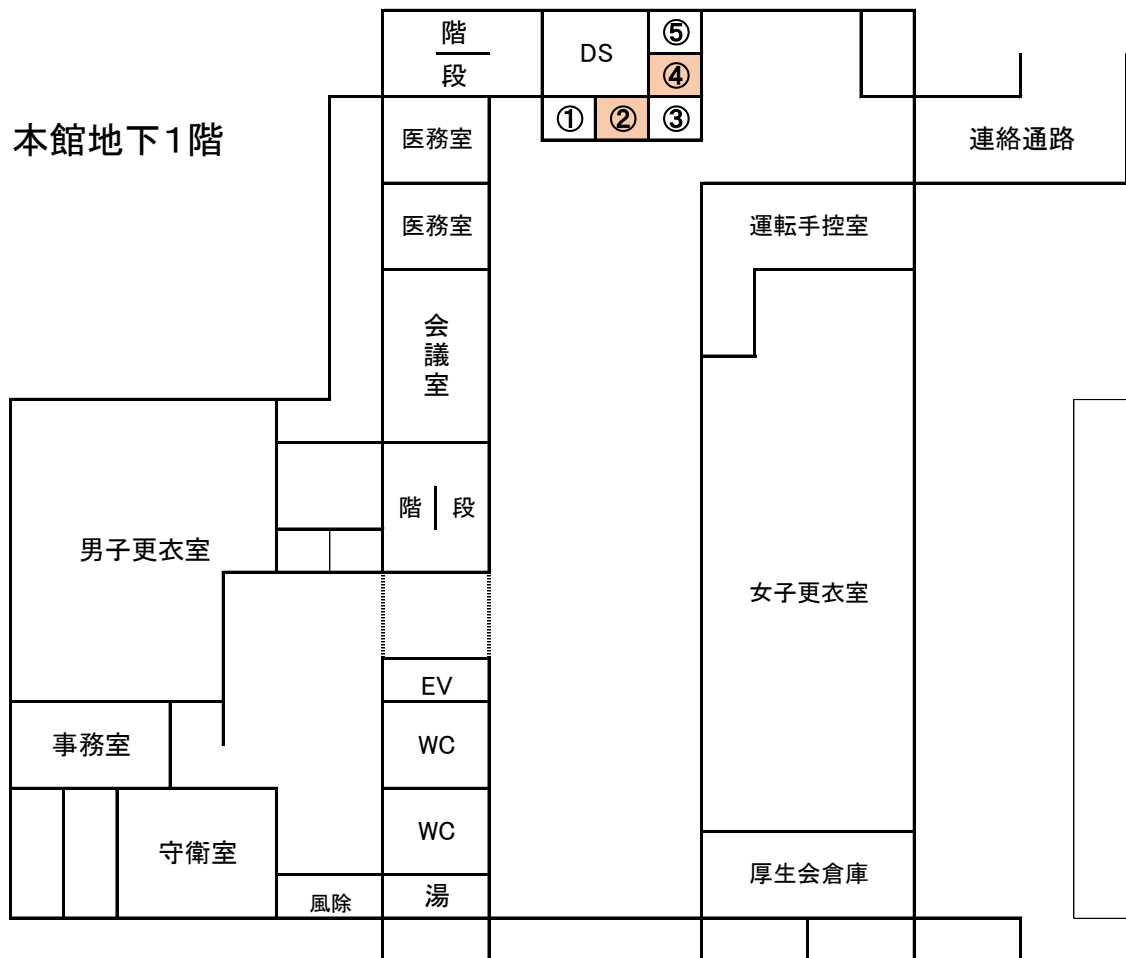 本館地下1階
階
段
DS
⑤
④
①
②
③
医務室
連絡通路
医務室
運転手控室
会
議
室
階
段
男子更衣室
女子更衣室
EV
事務室
WC
WC
守衛室
厚生会倉庫
風除
湯